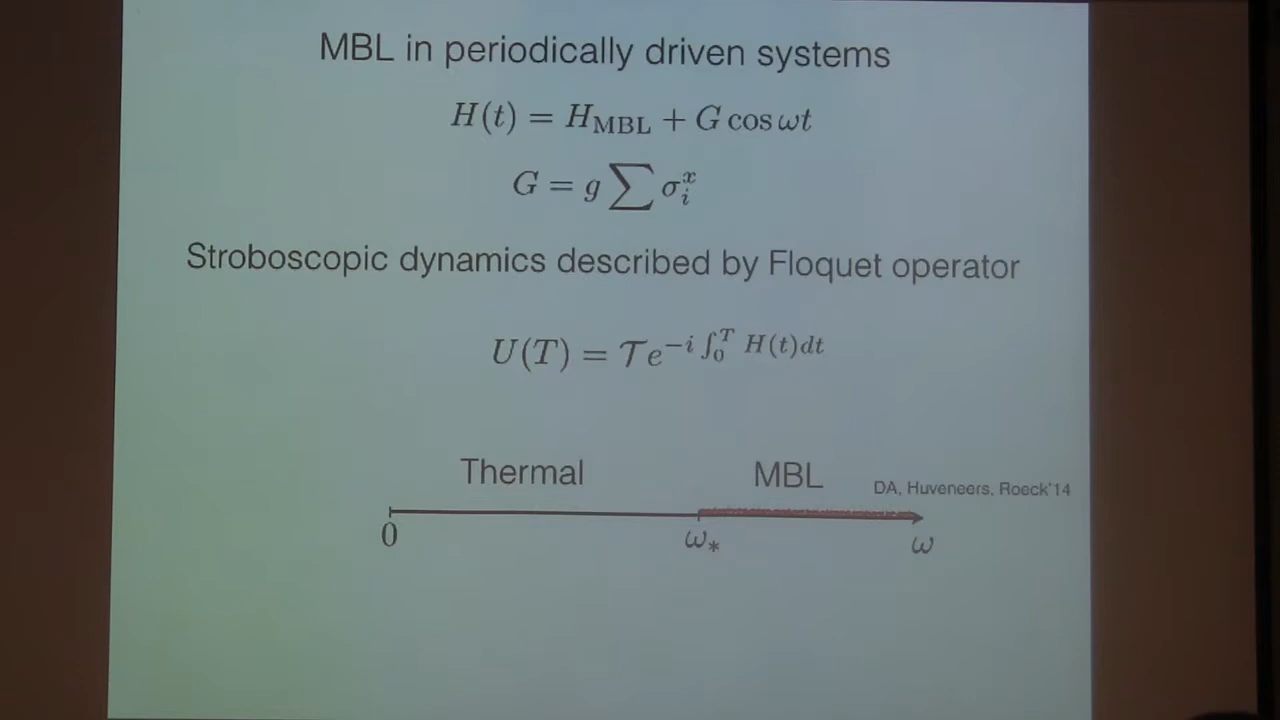 MBL in periodically driven systems
H(t) = H_MBL + G cos ωt
G = g ∑ σ_i^x
Stroboscopic dynamics described by Floquet operator
U(T) = 𝒯e^{-i ∫_0^T H(t)dt}
Thermal MBL DA, Huveneers, Roeck'14
0 ω_* ω